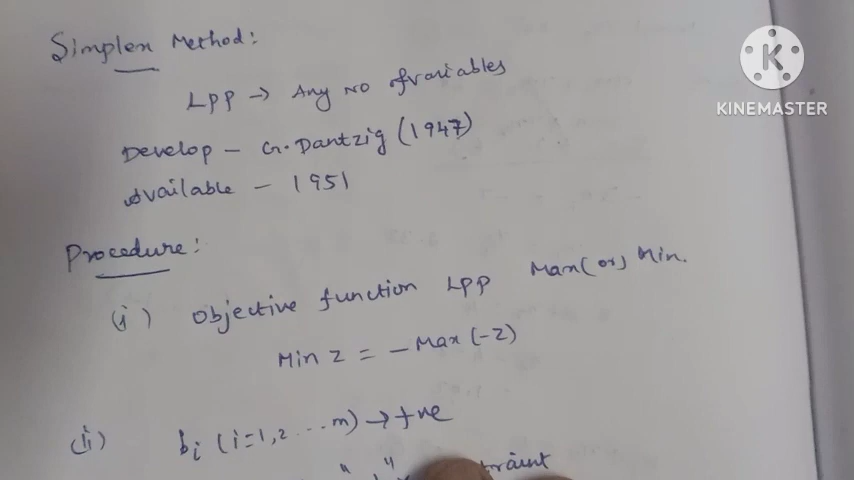 Simplex Method:
K
KINEMASTER
LPP → Any No of variables
Develop - G. Dantzig (1947)
Available - 1951
Procedure:
(i) Objective function LPP Max (or) Min.
Min Z = - Max (-Z)
(ii) bi (i=1,2 ... m) → +ve